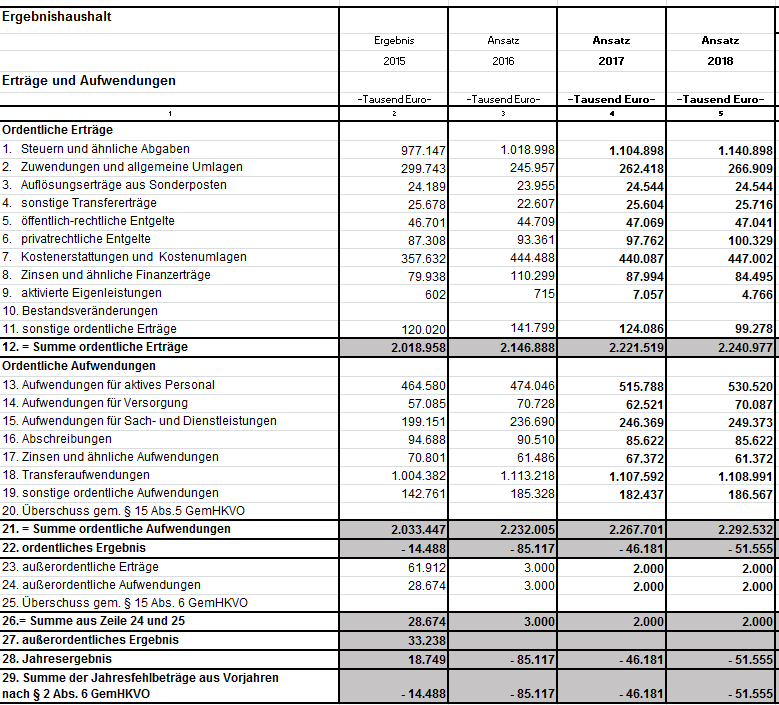 Ergebnishaushalt
Ergebnis Ansatz Ansatz Ansatz
2015 2016 2017 2018
Erträge und Aufwendungen
-Tausend Euro- -Tausend Euro- -Tausend Euro- -Tausend Euro-
1 2 3 4 5
Ordentliche Erträge
1. Steuern und ähnliche Abgaben 977.147 1.018.998 1.104.898 1.140.898
2. Zuwendungen und allgemeine Umlagen 299.743 245.957 262.418 266.909
3. Auflösungserträge aus Sonderposten 24.189 23.955 24.544 24.544
4. sonstige Transfererträge 25.678 22.607 25.604 25.716
5. öffentlich-rechtliche Entgelte 46.701 44.709 47.069 47.041
6. privatrechtliche Entgelte 87.308 93.361 97.762 100.329
7. Kostenerstattungen und Kostenumlagen 357.632 444.488 440.087 447.002
8. Zinsen und ähnliche Finanzerträge 79.938 110.299 87.994 84.495
9. aktivierte Eigenleistungen 602 715 7.057 4.766
10. Bestandsveränderungen
11. sonstige ordentliche Erträge 120.020 141.799 124.086 99.278
12. = Summe ordentliche Erträge 2.018.958 2.146.888 2.221.519 2.240.977
Ordentliche Aufwendungen
13. Aufwendungen für aktives Personal 464.580 474.046 515.788 530.520
14. Aufwendungen für Versorgung 57.085 70.728 62.521 70.087
15. Aufwendungen für Sach- und Dienstleistungen 199.151 236.690 246.369 249.373
16. Abschreibungen 94.688 90.510 85.622 85.622
17. Zinsen und ähnliche Aufwendungen 70.801 61.486 67.372 61.372
18. Transferaufwendungen 1.004.382 1.113.218 1.107.592 1.108.991
19. sonstige ordentliche Aufwendungen 142.761 185.328 182.437 186.567
20. Überschuss gem. § 15 Abs.5 GemHKVO
21. = Summe ordentliche Aufwendungen 2.033.447 2.232.005 2.267.701 2.292.532
22. ordentliches Ergebnis - 14.488 - 85.117 - 46.181 - 51.555
23. außerordentliche Erträge 61.912 3.000 2.000 2.000
24. außerordentliche Aufwendungen 28.674 3.000 2.000 2.000
25. Überschuss gem. § 15 Abs. 6 GemHKVO
26.= Summe aus Zeile 24 und 25 28.674 3.000 2.000 2.000
27. außerordentliches Ergebnis 33.238
28. Jahresergebnis 18.749 - 85.117 - 46.181 - 51.555
29. Summe der Jahresfehlbeträge aus Vorjahren
nach § 2 Abs. 6 GemHKVO - 14.488 - 85.117 - 46.181 - 51.555